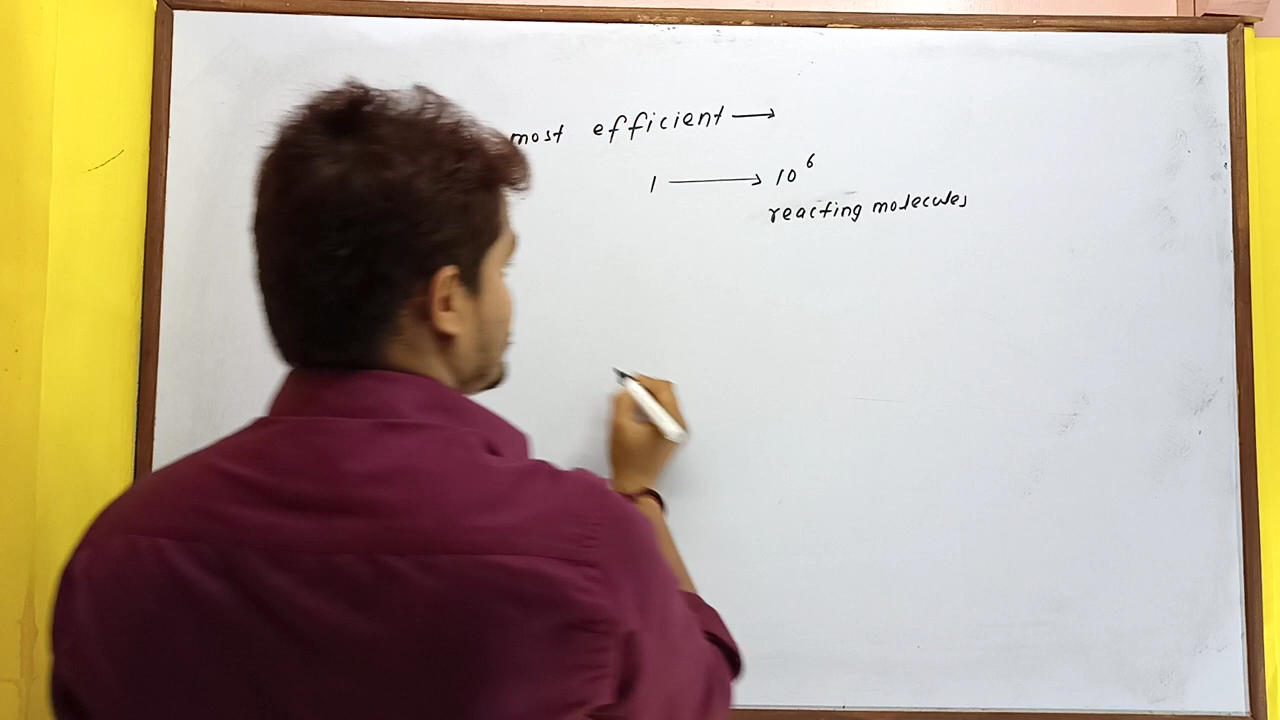 most efficient →
1 → 10⁶
reacting molecules